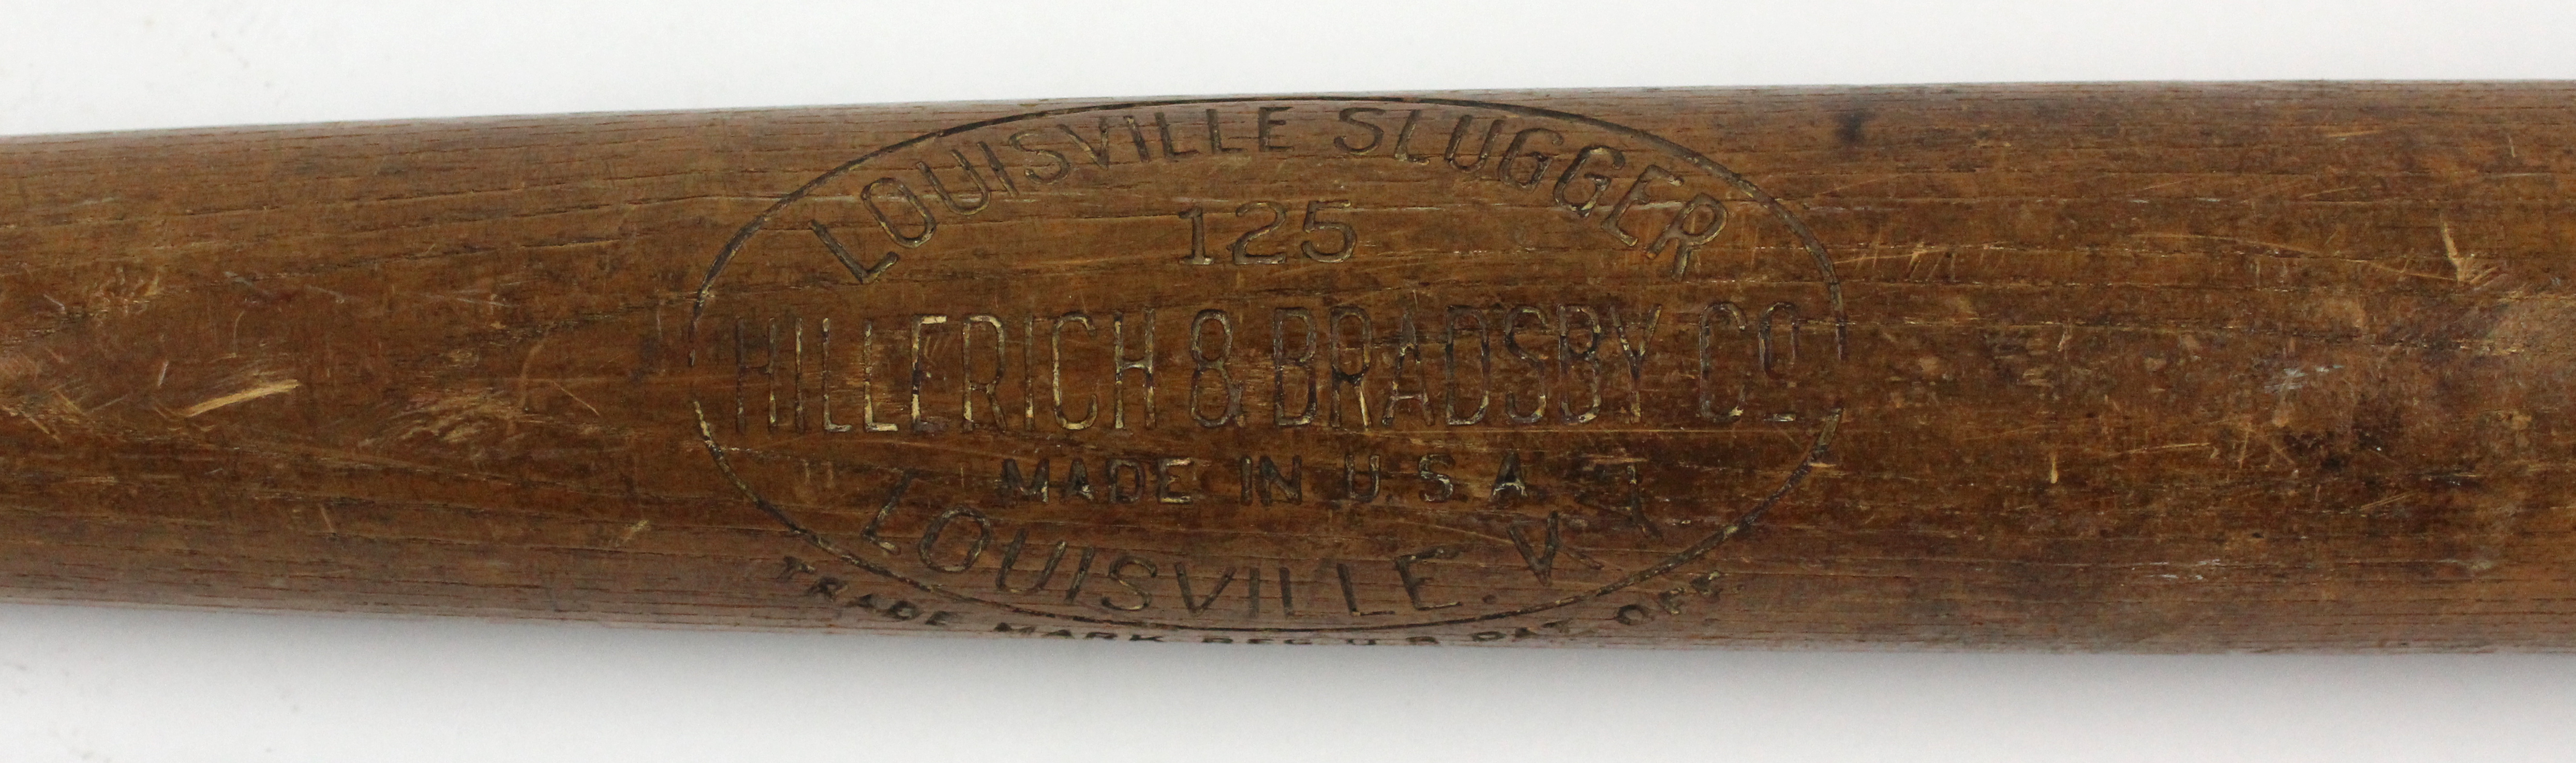 LOUISVILLE SLUGGER
125
HILLERICH & BRADSBY Co
MADE IN U.S.A
LOUISVILLE. KY
TRADE MARK REG. U.S. PAT. OFF.